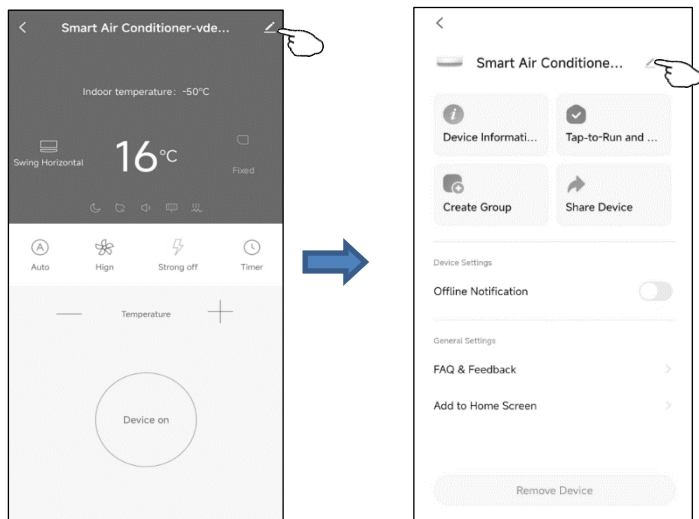 Smart Air Conditioner-vde...
Indoor temperature: -50°C
Swing Horizontal
16°C
Fixed
Auto
Hign
Strong off
Timer
Temperature
Device on
Smart Air Conditione...
Device Informati...
Tap-to-Run and ...
Create Group
Share Device
Device Settings
Offline Notification
General Settings
FAQ & Feedback
Add to Home Screen
Remove Device